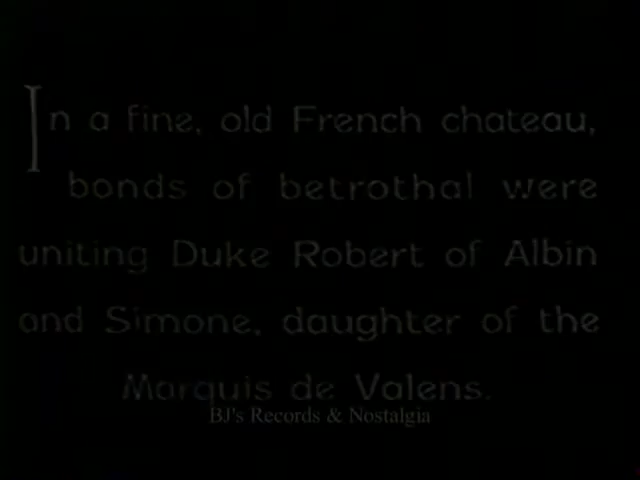 In a fine, old French chateau,
bonds of betrothal were
uniting Duke Robert of Albin
and Simone, daughter of the
Marquis de Valens.
BJ's Records & Nostalgia